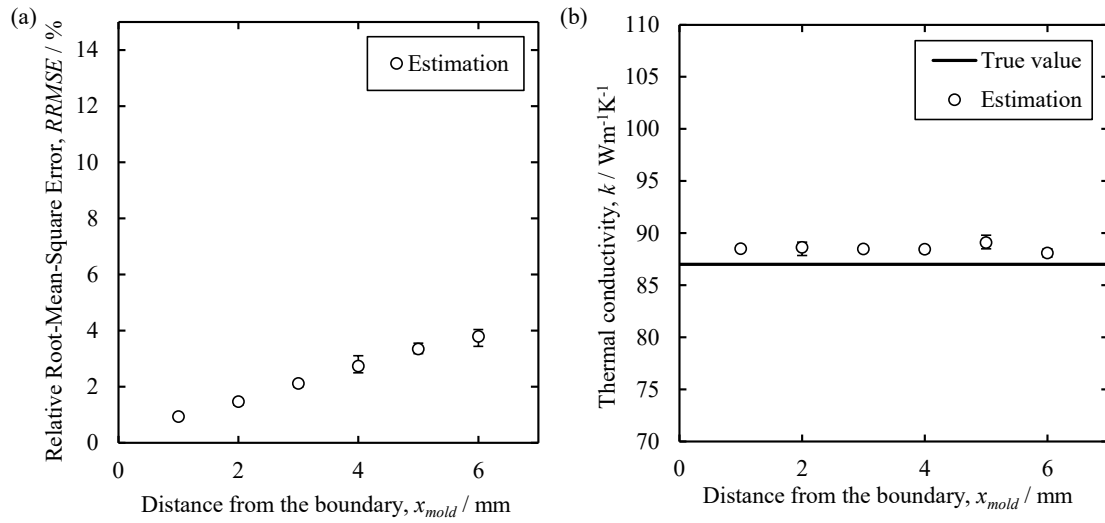 (a)
Relative Root-Mean-Square Error, RRMSE / %
14
12
10
8
6
4
2
0
0 2 4 6
Distance from the boundary, x_mold / mm
Estimation
(b)
Thermal conductivity, k / Wm⁻¹K⁻¹
110
105
100
95
90
85
80
75
70
0 2 4 6
Distance from the boundary, x_mold / mm
True value
Estimation